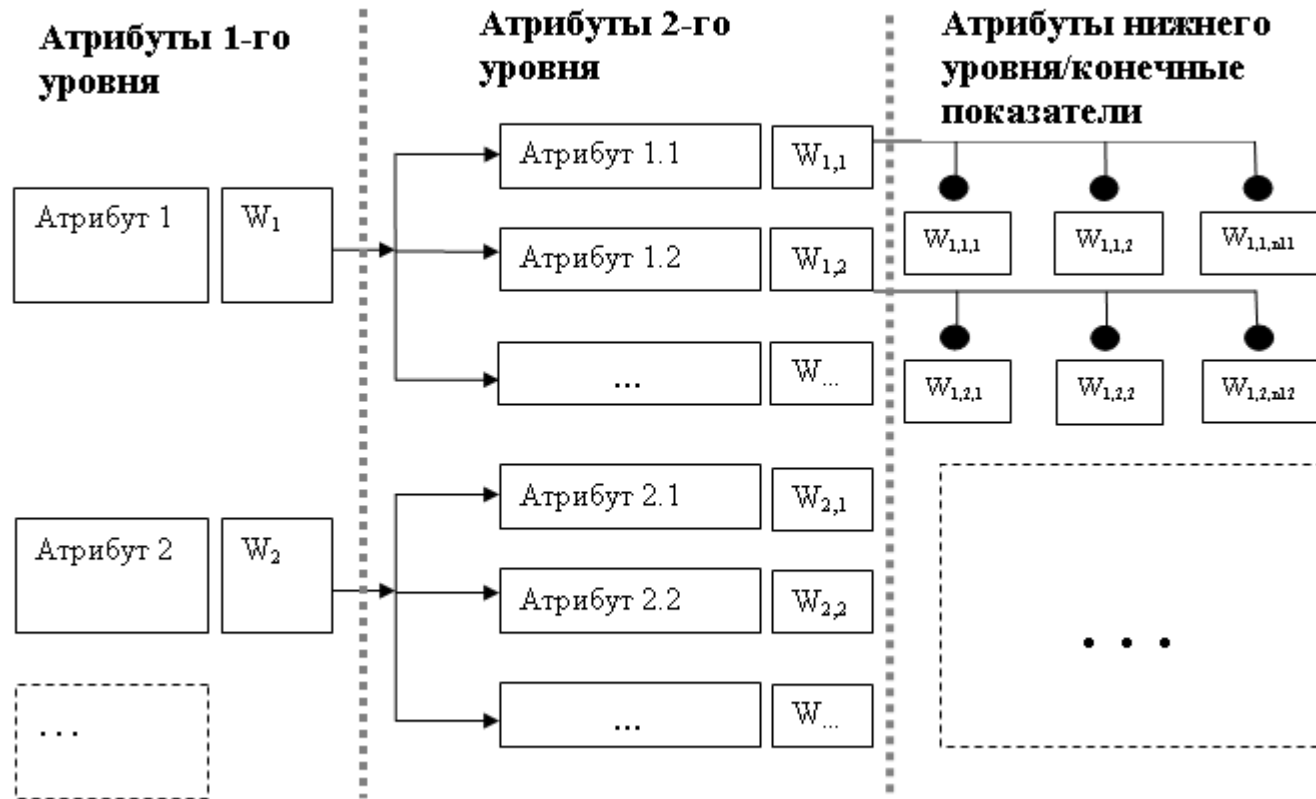 Атрибуты 1-го
уровня
Атрибуты 2-го
уровня
Атрибуты нижнего
уровня/конечные
показатели
Атрибут 1
W1
Атрибут 1.1
W1,1
Атрибут 1.2
W1,2
...
W...
W1,1,1
W1,1,2
W1,1,n11
W1,2,1
W1,2,2
W1,2,n12
Атрибут 2
W2
Атрибут 2.1
W2,1
Атрибут 2.2
W2,2
...
W...
...
...